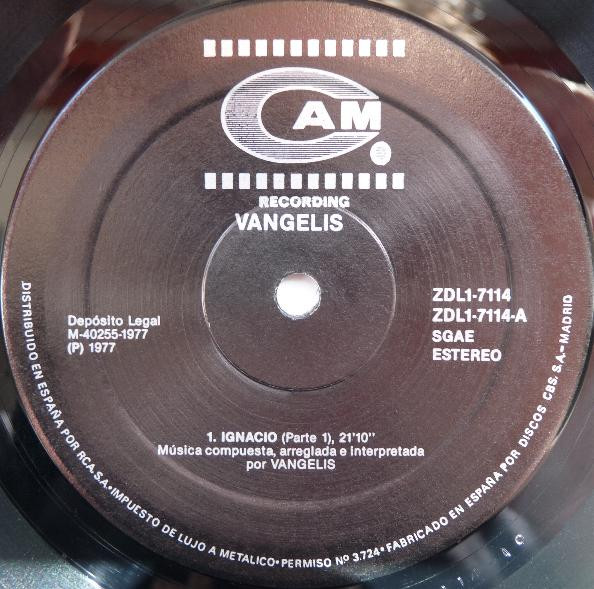 CAM
RECORDING
VANGELIS
Depósito Legal
M-40255-1977
(P) 1977
ZDL1-7114
ZDL1-7114-A
SGAE
ESTEREO
1. IGNACIO (Parte 1), 21'10''
Música compuesta, arreglada e interpretada
por VANGELIS
DISTRIBUIDO EN ESPAÑA POR RCA.S.A.•IMPUESTO DE LUJO A METALICO•PERMISO Nº 3.724•FABRICADO EN ESPAÑA POR DISCOS CBS. S.A.-MADRID